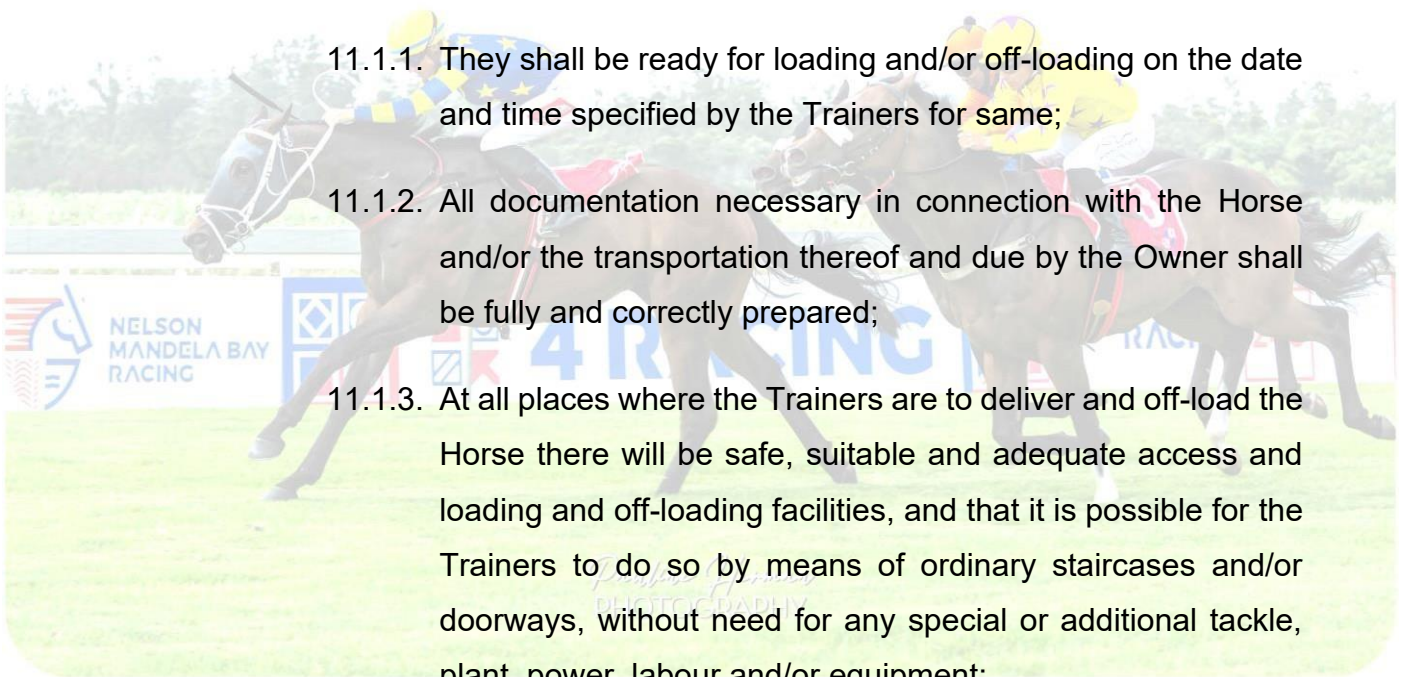 11.1.1. They shall be ready for loading and/or off-loading on the date
and time specified by the Trainers for same;
11.1.2. All documentation necessary in connection with the Horse
and/or the transportation thereof and due by the Owner shall
be fully and correctly prepared;
NELSON
MANDELA BAY
RACING
4 RACING
11.1.3. At all places where the Trainers are to deliver and off-load the
Horse there will be safe, suitable and adequate access and
loading and off-loading facilities, and that it is possible for the
Trainers to do so by means of ordinary staircases and/or
PHOTOGRAPHY
doorways, without need for any special or additional tackle,
plant, power, labour and/or equipment;